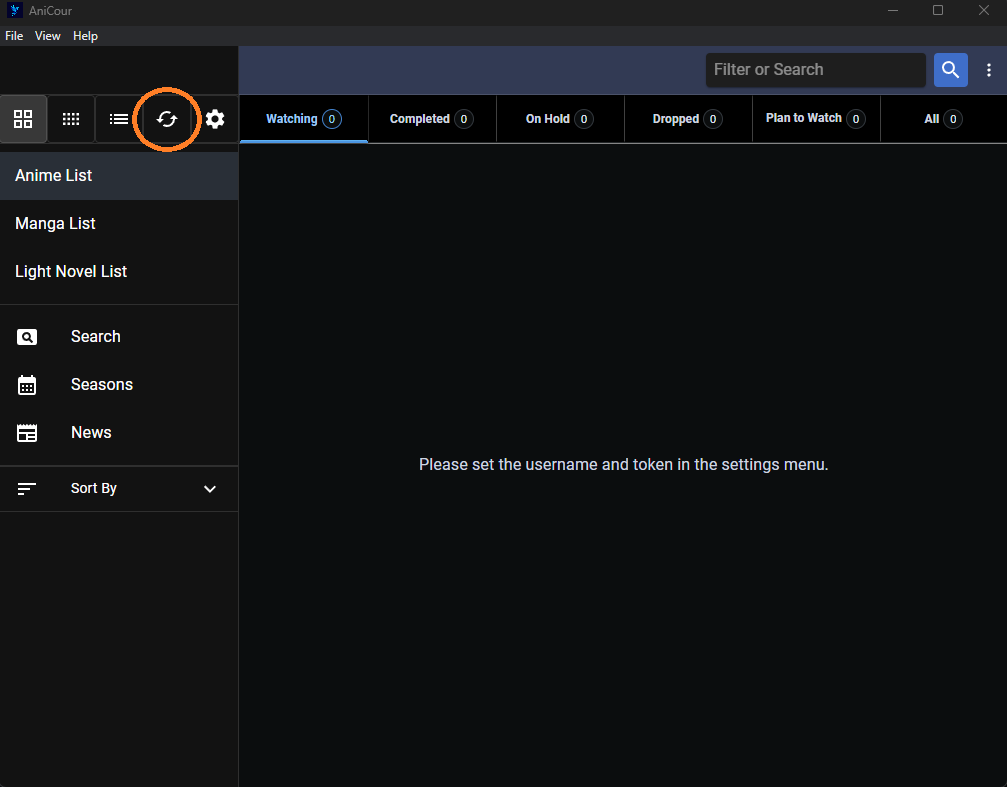 AniCour
File View Help
Filter or Search
Watching 0 Completed 0 On Hold 0 Dropped 0 Plan to Watch 0 All 0
Anime List
Manga List
Light Novel List
Search
Seasons
News
Sort By
Please set the username and token in the settings menu.